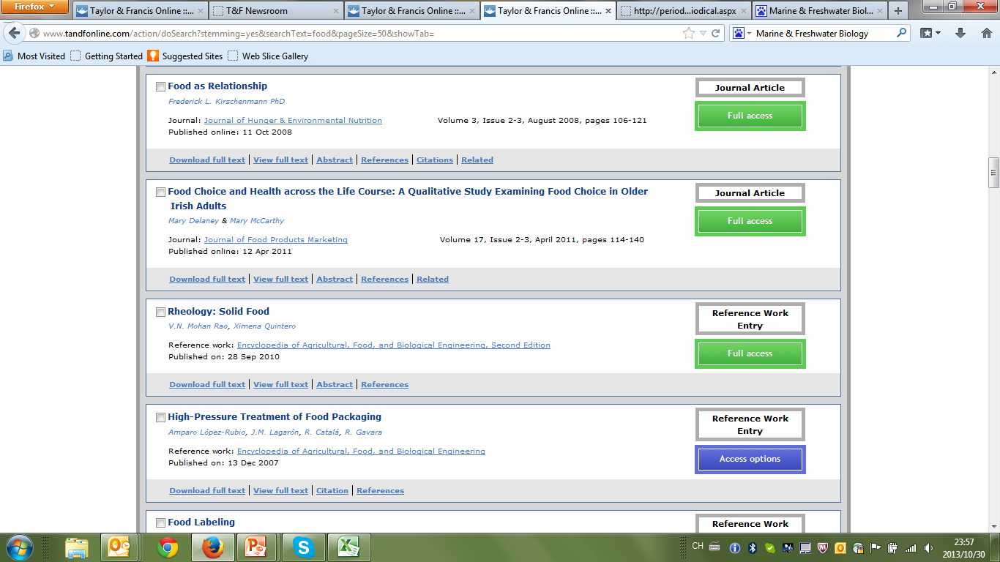 Firefox
Taylor & Francis Online ::...
T&F Newsroom
Taylor & Francis Online ::...
Taylor & Francis Online ::...
http://period...iodical.aspx
Marine & Freshwater Biol...
www.tandfonline.com/action/doSearch?stemming=yes&searchText=food&pageSize=50&showTab=
Marine & Freshwater Biology
Most Visited
Getting Started
Suggested Sites
Web Slice Gallery
Food as Relationship
Journal Article
Frederick L. Kirschenmann PhD
Full access
Journal: Journal of Hunger & Environmental Nutrition
Volume 3, Issue 2-3, August 2008, pages 106-121
Published online: 11 Oct 2008
Download full text | View full text | Abstract | References | Citations | Related
Food Choice and Health across the Life Course: A Qualitative Study Examining Food Choice in Older
Irish Adults
Journal Article
Mary Delaney & Mary McCarthy
Full access
Journal: Journal of Food Products Marketing
Volume 17, Issue 2-3, April 2011, pages 114-140
Published online: 12 Apr 2011
Download full text | View full text | Abstract | References | Related
Rheology: Solid Food
Reference Work
Entry
V.N. Mohan Rao, Ximena Quintero
Full access
Reference work: Encyclopedia of Agricultural, Food, and Biological Engineering, Second Edition
Published on: 28 Sep 2010
Download full text | View full text | Abstract | References
High-Pressure Treatment of Food Packaging
Reference Work
Entry
Amparo López-Rubio, J.M. Lagarón, R. Catalá, R. Gavara
Access options
Reference work: Encyclopedia of Agricultural, Food, and Biological Engineering
Published on: 13 Dec 2007
Download full text | View full text | Citation | References
Food Labeling
Reference Work
CH
23:57
2013/10/30